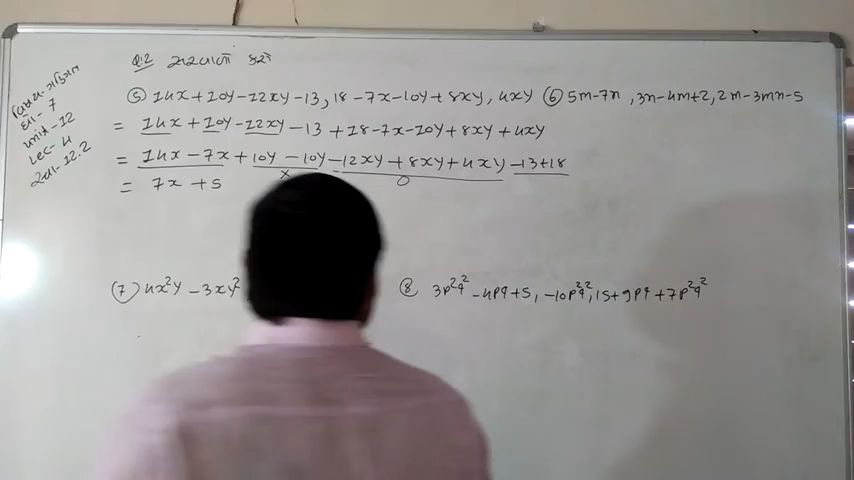 Q.2 સરવાળો કરો
વિષય-ગણિત
ધો- 7
unit-12
Lec- 4
સ્વા-12.2
⑤ 14x+10y-12xy-13, 18-7x-10y+8xy, 4xy ⑥ 5m-7n, 3n-4m+2, 2m-3mn-5
= 14x+10y-12xy-13+18-7x-10y+8xy+4xy
= 14x-7x+10y-10y-12xy+8xy+4xy-13+18
x 0
= 7x+5
⑦ 4x²y-3xy²
⑧ 3p²q²-4pq+5, -10p²q², 15+9pq+7p²q²